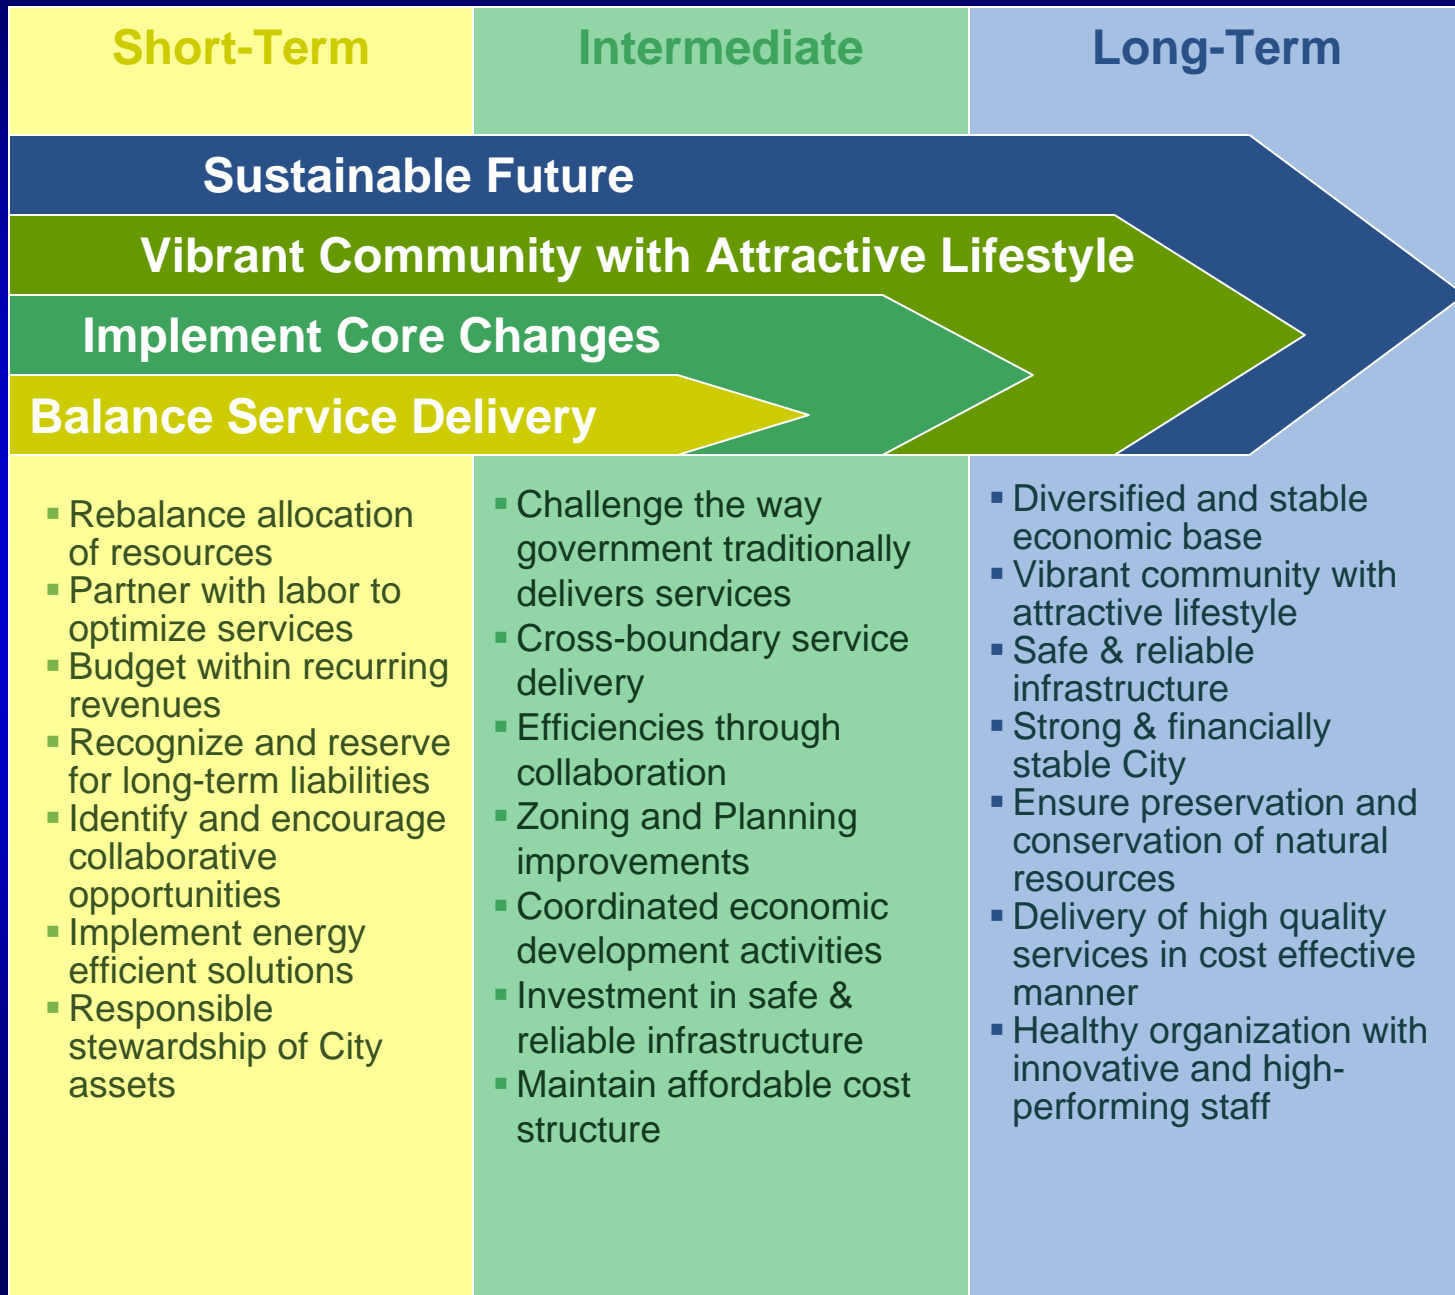 Short-Term
Intermediate
Long-Term
Sustainable Future
Vibrant Community with Attractive Lifestyle
Implement Core Changes
Balance Service Delivery
▪ Rebalance allocation
of resources
▪ Partner with labor to
optimize services
▪ Budget within recurring
revenues
▪ Recognize and reserve
for long-term liabilities
▪ Identify and encourage
collaborative
opportunities
▪ Implement energy
efficient solutions
▪ Responsible
stewardship of City
assets
▪ Challenge the way
government traditionally
delivers services
▪ Cross-boundary service
delivery
▪ Efficiencies through
collaboration
▪ Zoning and Planning
improvements
▪ Coordinated economic
development activities
▪ Investment in safe &
reliable infrastructure
▪ Maintain affordable cost
structure
▪ Diversified and stable
economic base
▪ Vibrant community with
attractive lifestyle
▪ Safe & reliable
infrastructure
▪ Strong & financially
stable City
▪ Ensure preservation and
conservation of natural
resources
▪ Delivery of high quality
services in cost effective
manner
▪ Healthy organization with
innovative and high-
performing staff